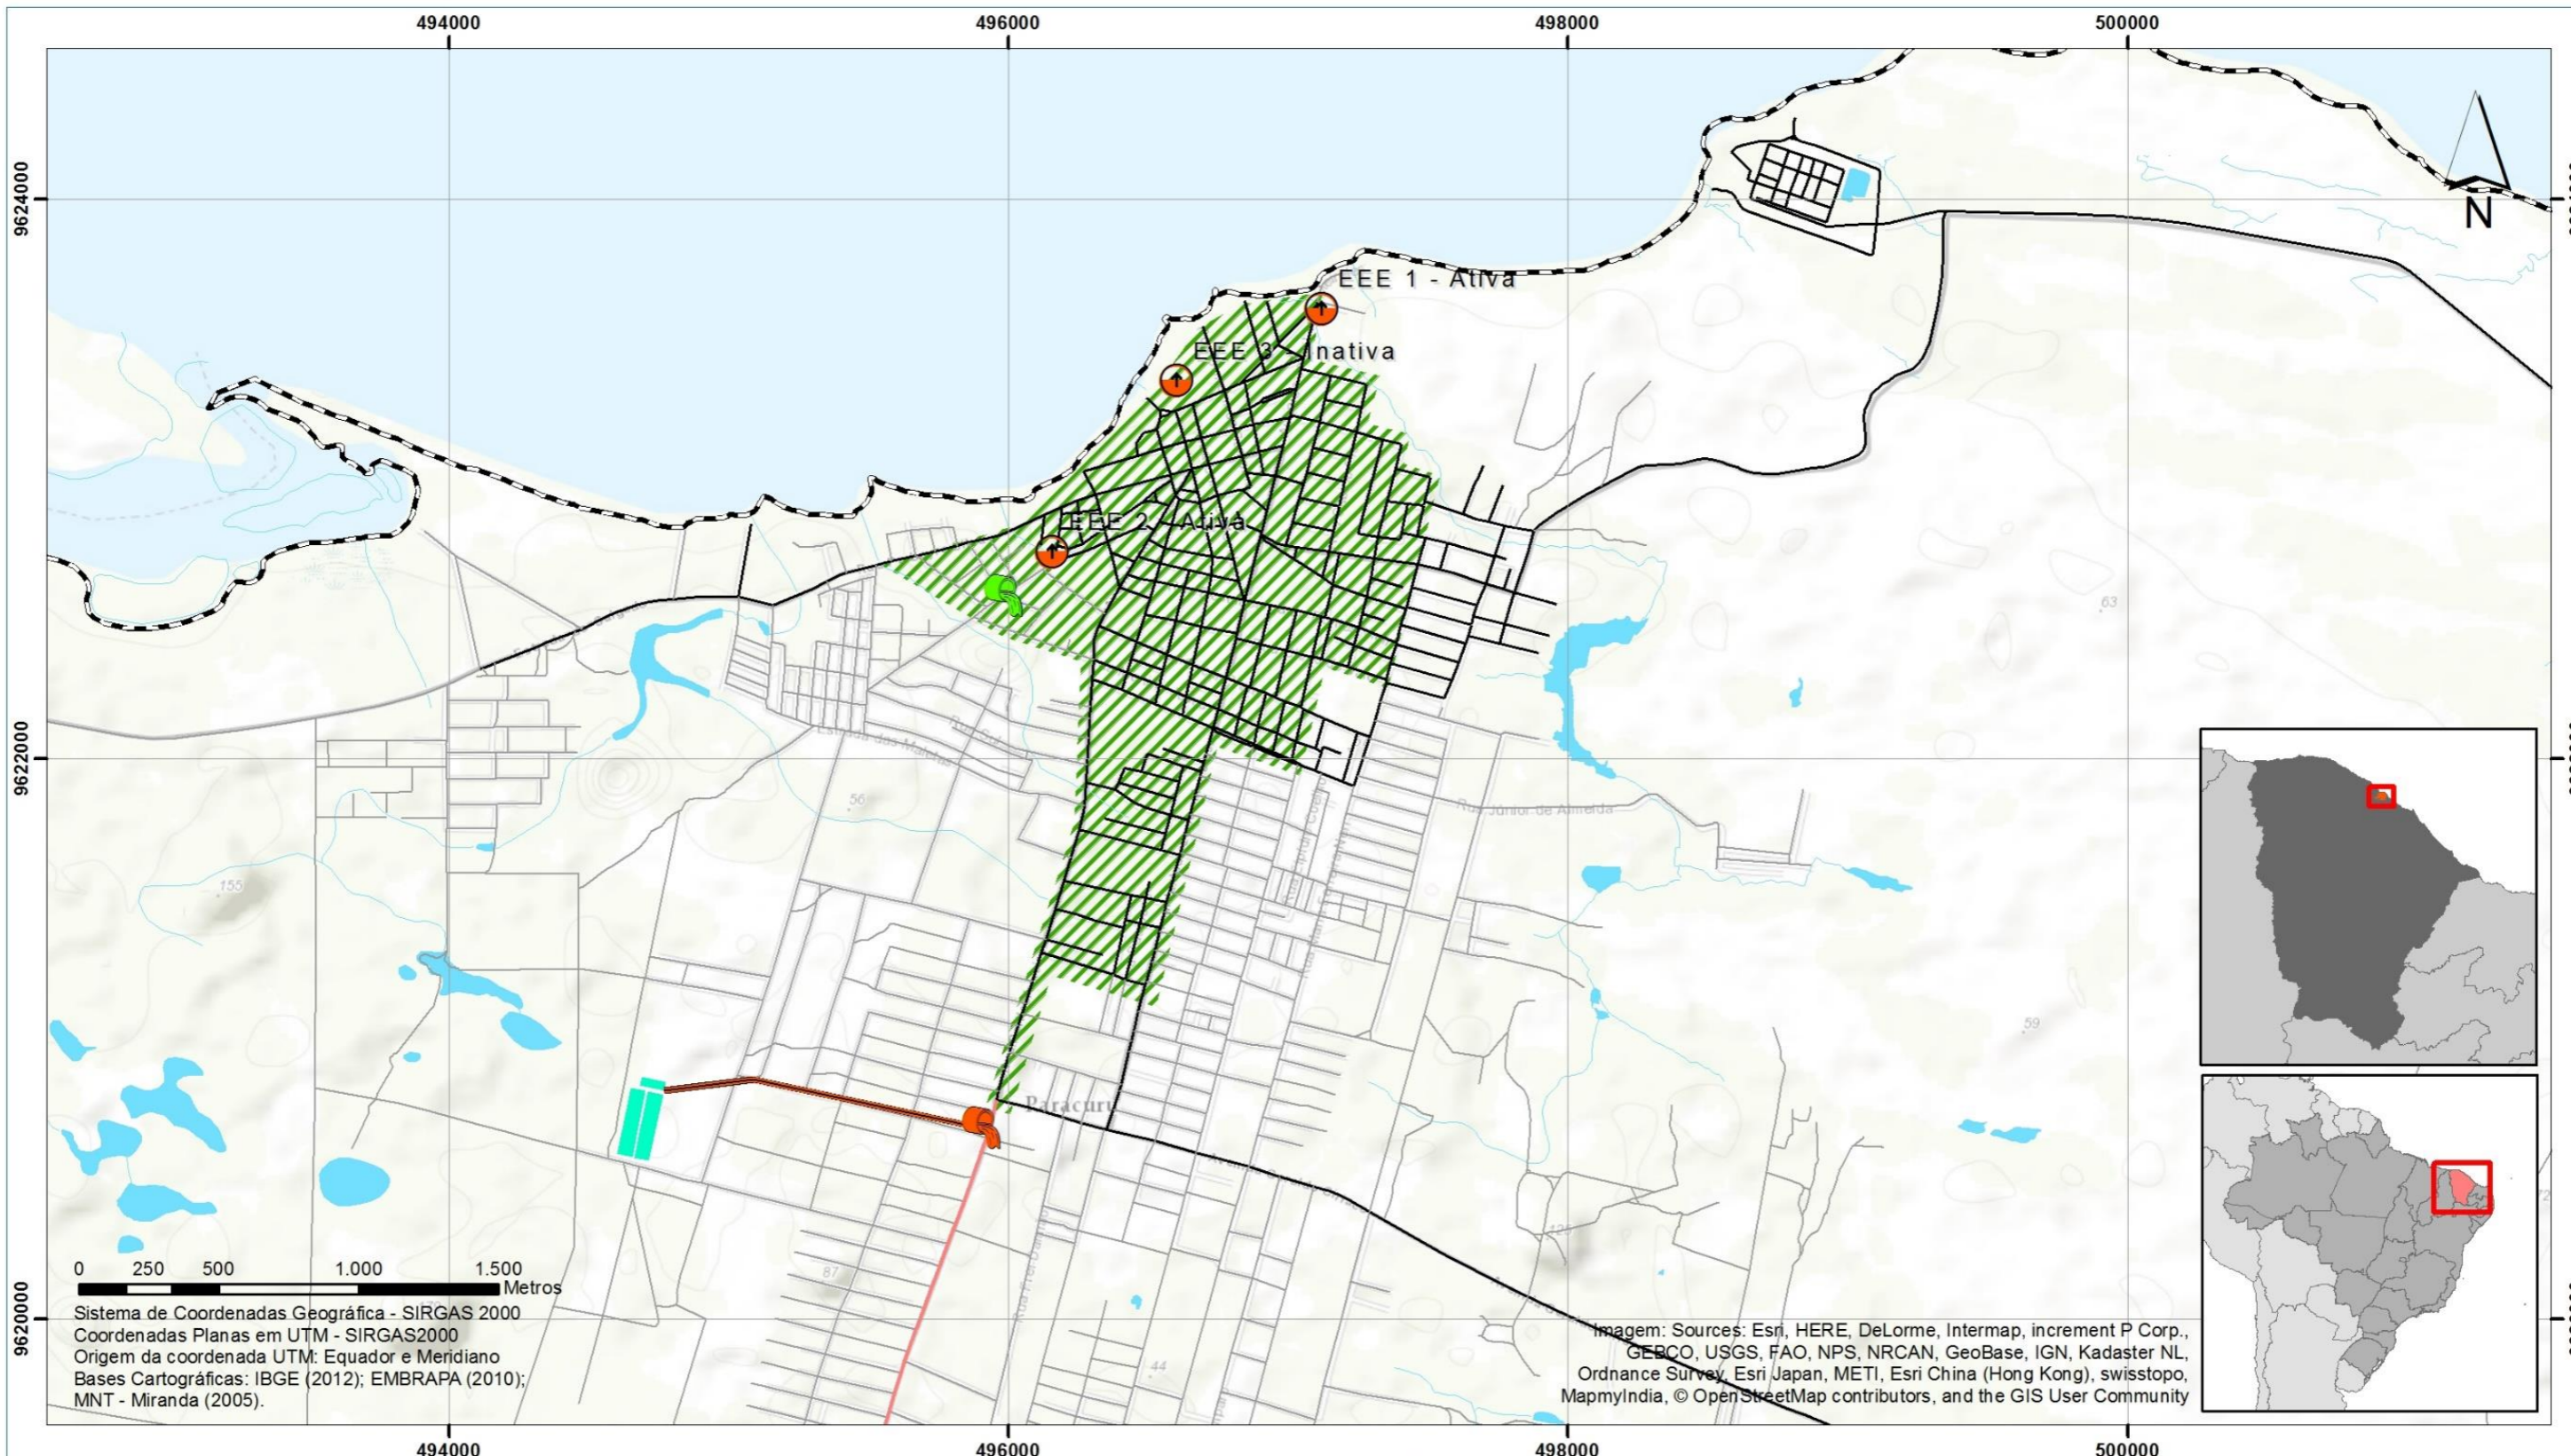 494000
496000
498000
500000
9624000
N
EEE 1 - Ativa
EEE 3 - Inativa
EEE 2 - Ativa
63
9622000
Estrada das Maletas
56
Rua Júnior de Almeida
155
59
Paracuru
125
72
87
44
0 250 500 1.000 1.500
Metros
9620000
Sistema de Coordenadas Geográfica - SIRGAS 2000
Coordenadas Planas em UTM - SIRGAS2000
Origem da coordenada UTM: Equador e Meridiano
Bases Cartográficas: IBGE (2012); EMBRAPA (2010);
MNT - Miranda (2005).
Imagem: Sources: Esri, HERE, DeLorme, Intermap, increment P Corp.,
GEBCO, USGS, FAO, NPS, NRCAN, GeoBase, IGN, Kadaster NL,
Ordnance Survey, Esri Japan, METI, Esri China (Hong Kong), swisstopo,
MapmyIndia, © OpenStreetMap contributors, and the GIS User Community
494000
496000
498000
500000